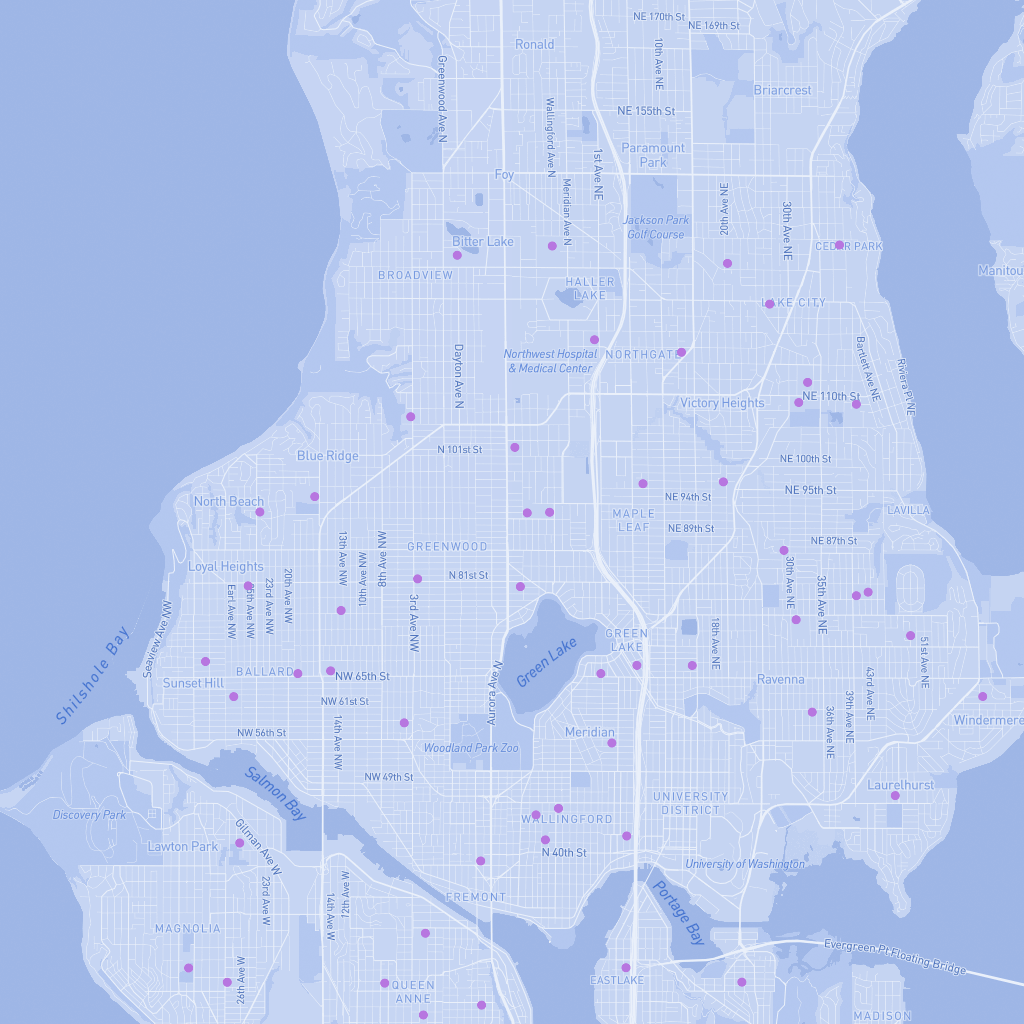 NE 170th St
NE 169th St
Ronald
Greenwood Ave N
10th Ave NE
Briarcrest
Wallingford Ave N
NE 155th St
Paramount
Park
1st Ave NE
Foy
Meridian Ave N
20th Ave NE
30th Ave NE
Jackson Park
Golf Course
Bitter Lake
CEDAR PARK
BROADVIEW
Manitou
HALLER
LAKE
LAKE CITY
Dayton Ave N
Northwest Hospital
& Medical Center
NORTHGATE
Bartlett Ave NE
Riviera Pl NE
Victory Heights
NE 110th St
N 101st St
Blue Ridge
NE 100th St
NE 95th St
NE 94th St
North Beach
LAVILLA
MAPLE
LEAF
NE 89th St
NE 87th St
13th Ave NW
10th Ave NW
8th Ave NW
GREENWOOD
Loyal Heights
N 81st St
20th Ave NW
23rd Ave NW
25th Ave NW
Earl Ave NW
3rd Ave NW
30th Ave NE
35th Ave NE
18th Ave NE
Seaview Ave NW
Shilshole Bay
GREEN
LAKE
Green Lake
51st Ave NE
BALLARD
NW 65th St
Sunset Hill
Ravenna
43rd Ave NE
39th Ave NE
36th Ave NE
NW 61st St
Aurora Ave N
Windermere
14th Ave NW
NW 56th St
Meridian
Woodland Park Zoo
NW 49th St
Salmon Bay
Laurelhurst
UNIVERSITY
DISTRICT
Discovery Park
WALLINGFORD
Gilman Ave W
Lawton Park
N 40th St
University of Washington
23rd Ave W
14th Ave W
12th Ave W
FREMONT
Portage Bay
MAGNOLIA
Evergreen Pt Floating Bridge
26th Ave W
QUEEN
ANNE
EASTLAKE
MADISON